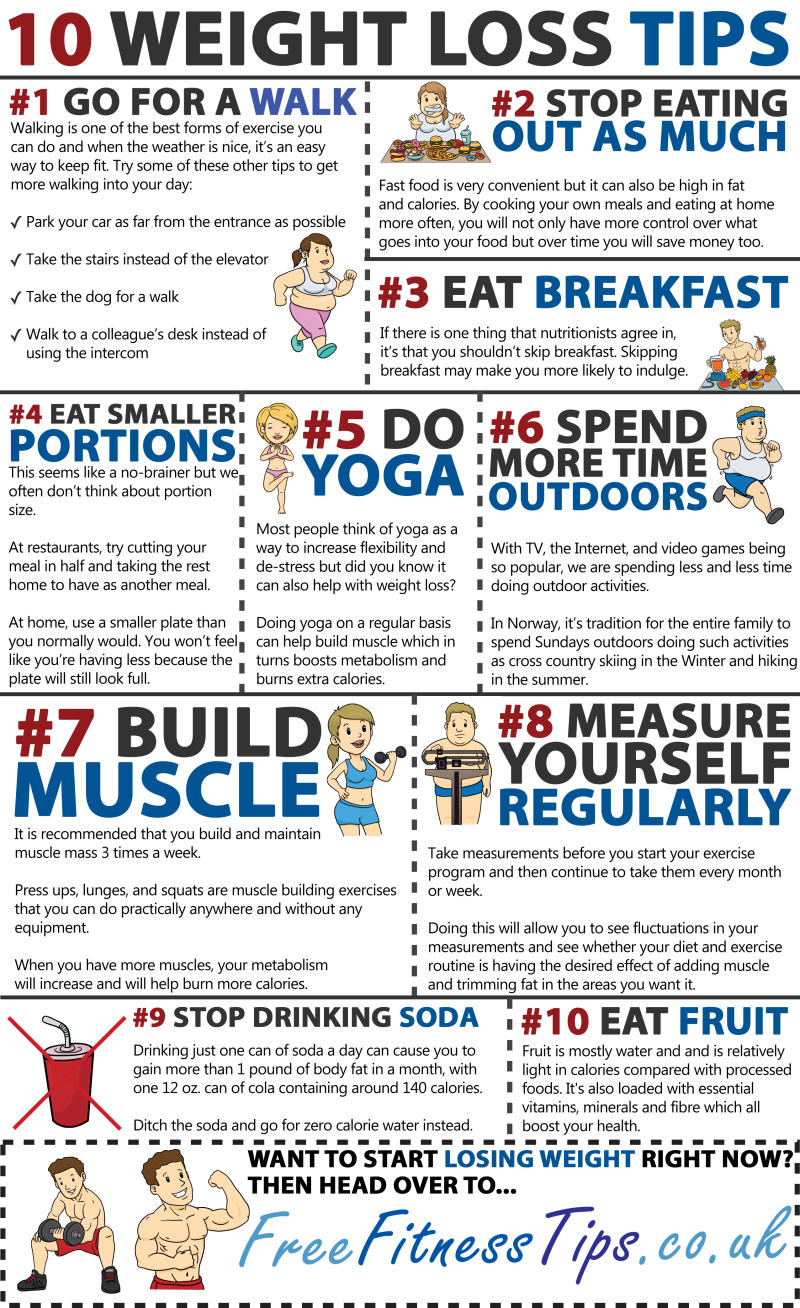 10 WEIGHT LOSS TIPS
#1 GO FOR A WALK
Walking is one of the best forms of exercise you
can do and when the weather is nice, it's an easy
way to keep fit. Try some of these other tips to get
more walking into your day:
✓ Park your car as far from the entrance as possible
✓ Take the stairs instead of the elevator
✓ Take the dog for a walk
✓ Walk to a colleague's desk instead of
using the intercom
#2 STOP EATING
OUT AS MUCH
Fast food is very convenient but it can also be high in fat
and calories. By cooking your own meals and eating at home
more often, you will not only have more control over what
goes into your food but over time you will save money too.
#3 EAT BREAKFAST
If there is one thing that nutritionists agree in,
it's that you shouldn't skip breakfast. Skipping
breakfast may make you more likely to indulge.
#4 EAT SMALLER
PORTIONS
This seems like a no-brainer but we
often don't think about portion
size.
At restaurants, try cutting your
meal in half and taking the rest
home to have as another meal.
At home, use a smaller plate than
you normally would. You won't feel
like you're having less because the
plate will still look full.
#5 DO
YOGA
Most people think of yoga as a
way to increase flexibility and
de-stress but did you know it
can also help with weight loss?
Doing yoga on a regular basis
can help build muscle which in
turns boosts metabolism and
burns extra calories.
#6 SPEND
MORE TIME
OUTDOORS
With TV, the Internet, and video games being
so popular, we are spending less and less time
doing outdoor activities.
In Norway, it's tradition for the entire family to
spend Sundays outdoors doing such activities
as cross country skiing in the Winter and hiking
in the summer.
#7 BUILD
MUSCLE
It is recommended that you build and maintain
muscle mass 3 times a week.
Press ups, lunges, and squats are muscle building exercises
that you can do practically anywhere and without any
equipment.
When you have more muscles, your metabolism
will increase and will help burn more calories.
#8 MEASURE
YOURSELF
REGULARLY
Take measurements before you start your exercise
program and then continue to take them every month
or week.
Doing this will allow you to see fluctuations in your
measurements and see whether your diet and exercise
routine is having the desired effect of adding muscle
and trimming fat in the areas you want it.
#9 STOP DRINKING SODA
Drinking just one can of soda a day can cause you to
gain more than 1 pound of body fat in a month, with
one 12 oz. can of cola containing around 140 calories.
Ditch the soda and go for zero calorie water instead.
#10 EAT FRUIT
Fruit is mostly water and and is relatively
light in calories compared with processed
foods. It's also loaded with essential
vitamins, minerals and fibre which all
boost your health.
WANT TO START LOSING WEIGHT RIGHT NOW?
THEN HEAD OVER TO...
FreeFitnessTips.co.uk